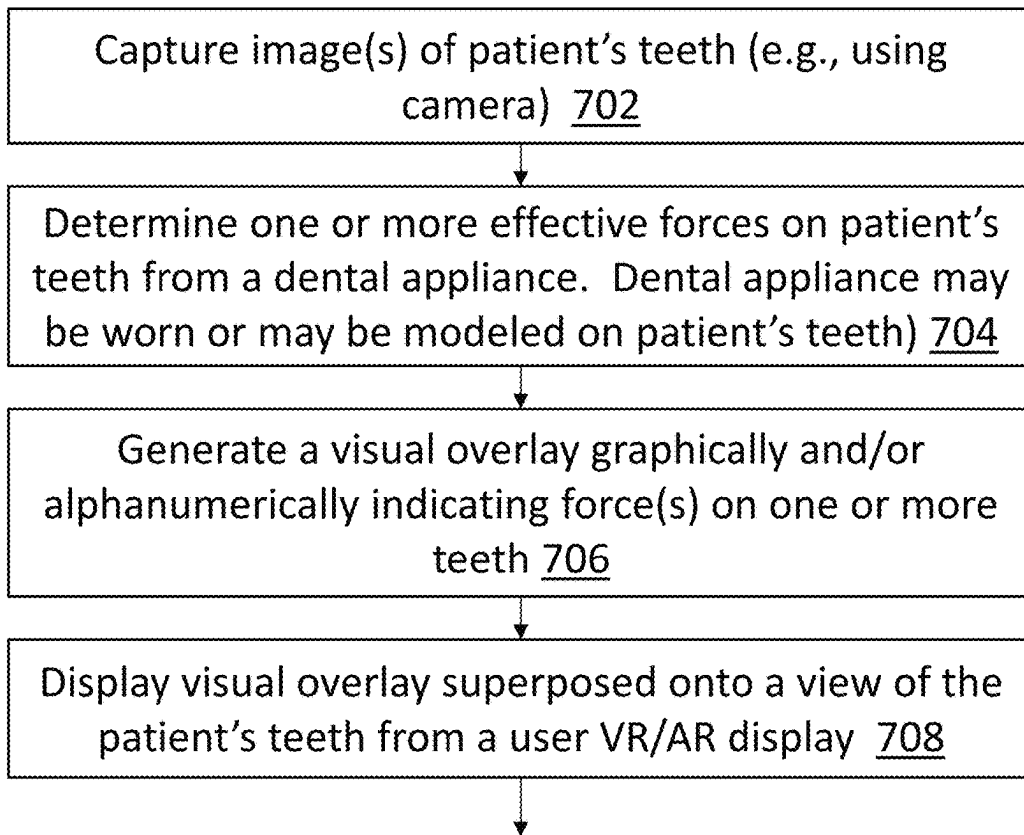 Capture image(s) of patient’s teeth (e.g., using
camera) 702
Determine one or more effective forces on patient’s
teeth from a dental appliance. Dental appliance may
be worn or may be modeled on patient’s teeth) 704
Generate a visual overlay graphically and/or
alphanumerically indicating force(s) on one or more
teeth 706
Display visual overlay superposed onto a view of the
patient’s teeth from a user VR/AR display 708